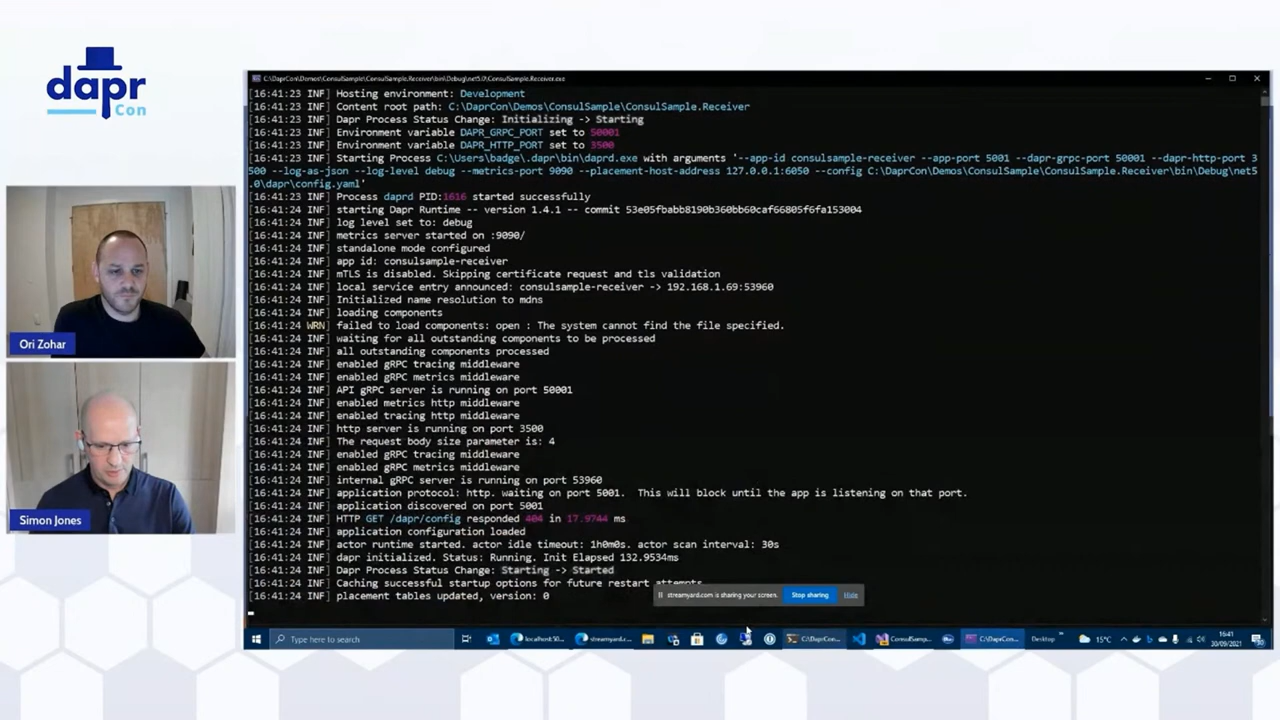 dapr
Con
C:\DaprCon\Demos\ConsulSample\ConsulSample.Receiver\bin\Debug\net5.0\ConsulSample.Receiver.exe
[16:41:23 INF] Hosting environment: Development
[16:41:23 INF] Content root path: C:\DaprCon\Demos\ConsulSample\ConsulSample.Receiver
[16:41:23 INF] Dapr Process Status Change: Initializing -> Starting
[16:41:23 INF] Environment variable DAPR_GRPC_PORT set to 50001
[16:41:23 INF] Environment variable DAPR_HTTP_PORT set to 3500
[16:41:23 INF] Starting Process C:\Users\badge\.dapr\bin\daprd.exe with arguments '--app-id consulsample-receiver --app-port 5001 --dapr-grpc-port 50001 --dapr-http-port 3
500 --log-as-json --log-level debug --metrics-port 9090 --placement-host-address 127.0.0.1:6050 --config C:\DaprCon\Demos\ConsulSample\ConsulSample.Receiver\bin\Debug\net5
.0\dapr\config.yaml'
[16:41:23 INF] Process daprd PID:1616 started successfully
[16:41:24 INF] starting Dapr Runtime -- version 1.4.1 -- commit 53e05fbabb8190b360bb60caf66805f6fa153004
[16:41:24 INF] log level set to: debug
[16:41:24 INF] metrics server started on :9090/
[16:41:24 INF] standalone mode configured
[16:41:24 INF] app id: consulsample-receiver
[16:41:24 INF] mTLS is disabled. Skipping certificate request and tls validation
[16:41:24 INF] local service entry announced: consulsample-receiver -> 192.168.1.69:53960
[16:41:24 INF] Initialized name resolution to mdns
[16:41:24 INF] loading components
[16:41:24 WRN] failed to load components: open : The system cannot find the file specified.
[16:41:24 INF] waiting for all outstanding components to be processed
[16:41:24 INF] all outstanding components processed
[16:41:24 INF] enabled gRPC tracing middleware
[16:41:24 INF] enabled gRPC metrics middleware
[16:41:24 INF] API gRPC server is running on port 50001
[16:41:24 INF] enabled metrics http middleware
[16:41:24 INF] enabled tracing http middleware
[16:41:24 INF] http server is running on port 3500
[16:41:24 INF] The request body size parameter is: 4
[16:41:24 INF] enabled gRPC tracing middleware
[16:41:24 INF] enabled gRPC metrics middleware
[16:41:24 INF] internal gRPC server is running on port 53960
[16:41:24 INF] application protocol: http. waiting on port 5001.  This will block until the app is listening on that port.
[16:41:24 INF] application discovered on port 5001
[16:41:24 INF] HTTP GET /dapr/config responded 404 in 17.9744 ms
[16:41:24 INF] application configuration loaded
[16:41:24 INF] actor runtime started. actor idle timeout: 1h0m0s. actor scan interval: 30s
[16:41:24 INF] dapr initialized. Status: Running. Init Elapsed 132.9534ms
[16:41:24 INF] Dapr Process Status Change: Starting -> Started
[16:41:24 INF] Caching successful startup options for future restart attempts
[16:41:24 INF] placement tables updated, version: 0
streamyard.com is sharing your screen. Stop sharing Hide
Type here to search localhost:50... streamyard.c... C:\DaprCon... ConsulSamp... C:\DaprCon... Desktop 15°C 16:41
30/09/2021
Ori Zohar
Simon Jones